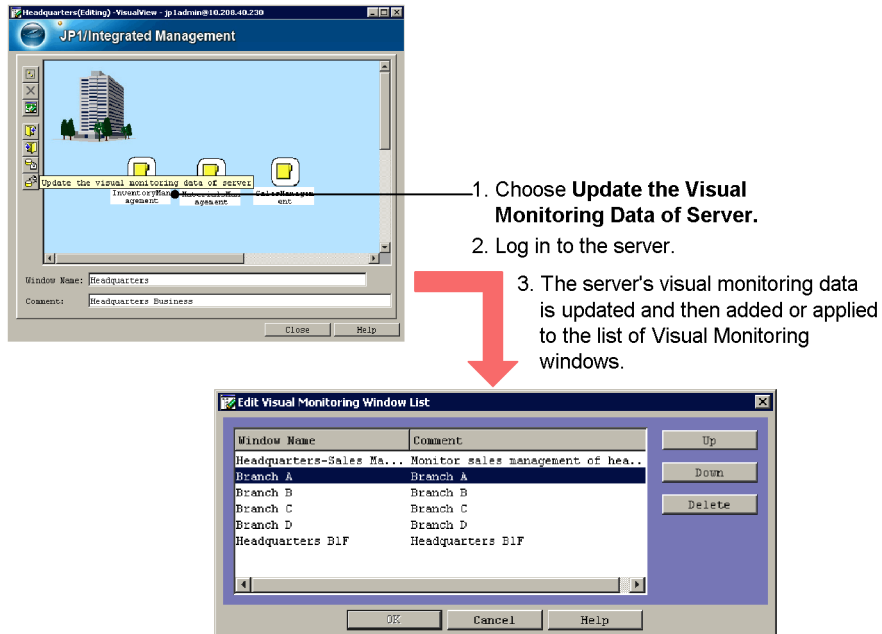 Headquarters(Editing) -VisualView - jp1admin@10.208.40.230
JP1/Integrated Management
Update the visual monitoring data of server
InventoryMan
agement
MaterialsMan
agement
SalesManagem
ent
Window Name: Headquarters
Comment: Headquarters Business
Close Help
1. Choose Update the Visual
Monitoring Data of Server.
2. Log in to the server.
3. The server's visual monitoring data
is updated and then added or applied
to the list of Visual Monitoring
windows.
Edit Visual Monitoring Window List
Window Name Comment
Headquarters-Sales Ma... Monitor sales management of hea..
Branch A Branch A
Branch B Branch B
Branch C Branch C
Branch D Branch D
Headquarters B1F Headquarters B1F
Up
Down
Delete
OK Cancel Help